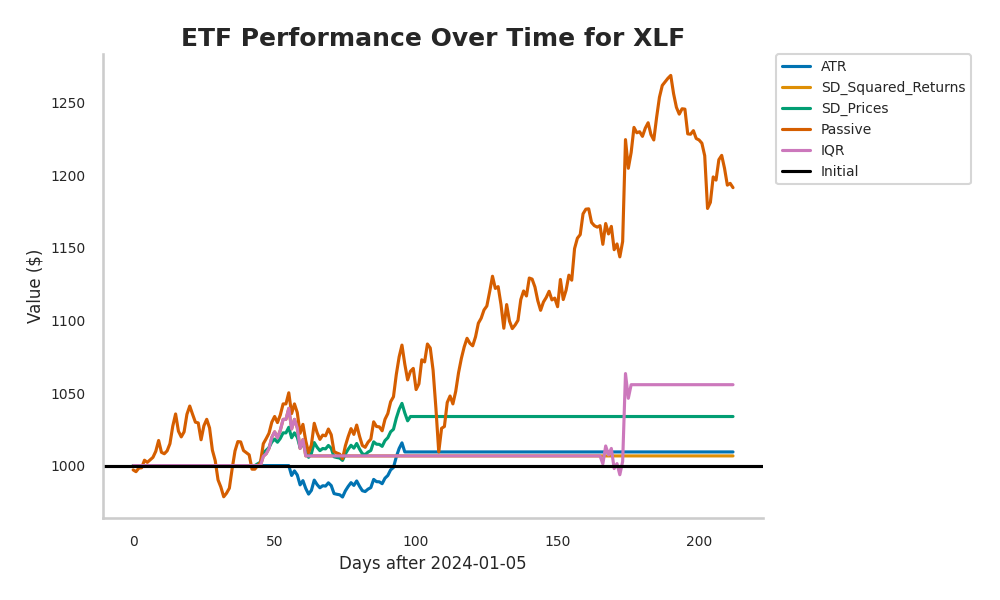 ETF Performance Over Time for XLF
ATR
SD_Squared_Returns
SD_Prices
Passive
IQR
Initial
Value ($)
1250
1200
1150
1100
1050
1000
0 50 100 150 200
Days after 2024-01-05